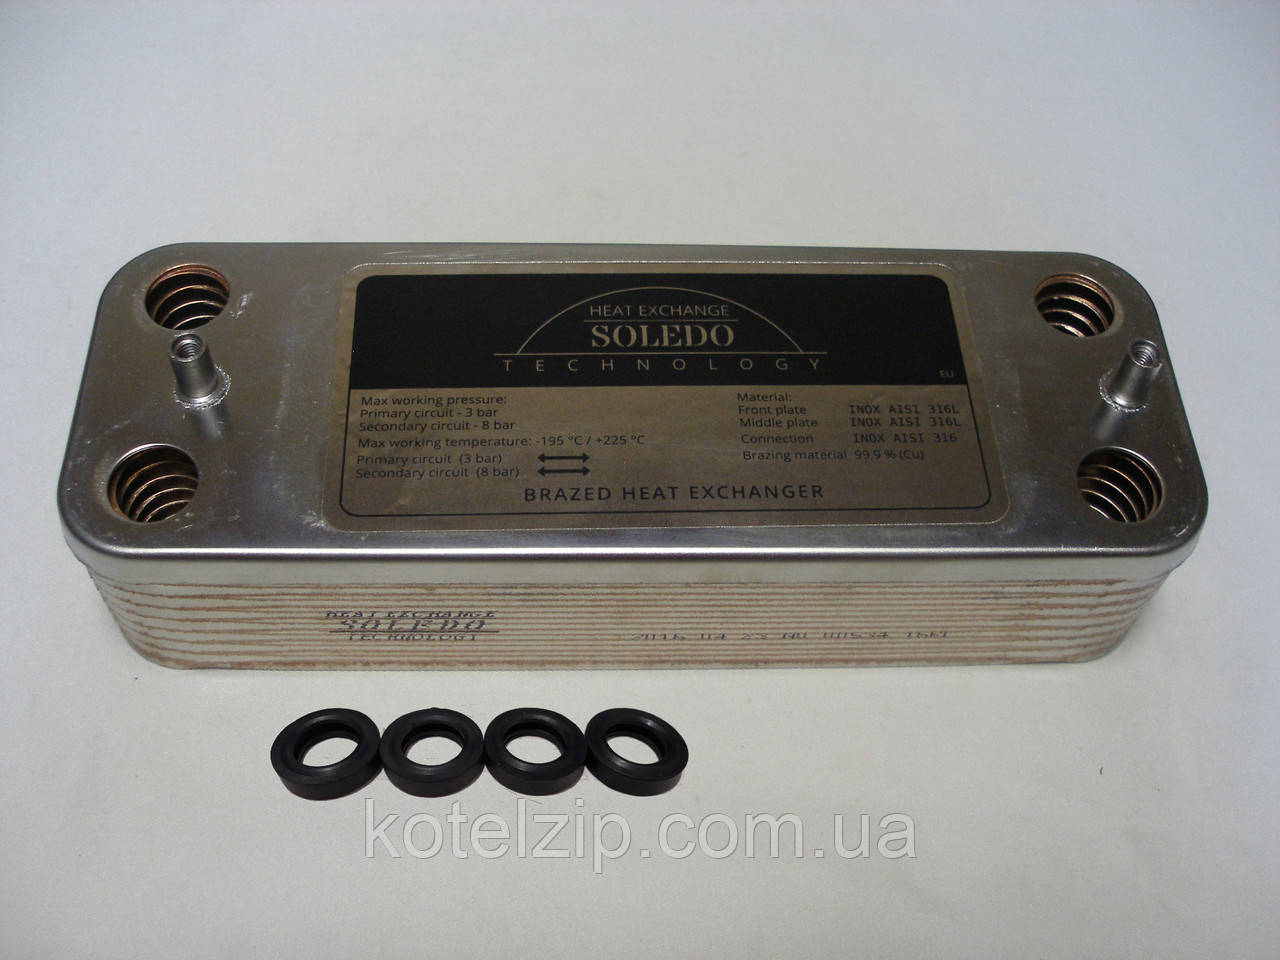 HEAT EXCHANGE
SOLEDO
TECHNOLOGY
EU
Max working pressure:
Primary circuit - 3 bar
Secondary circuit - 8 bar
Max working temperature: -195 °C / +225 °C
Primary circuit (3 bar)
Secondary circuit (8 bar)
Material:
Front plate INOX AISI 316L
Middle plate INOX AISI 316L
Connection INOX AISI 316
Brazing material 99,9 % (Cu)
BRAZED HEAT EXCHANGER
HEAT EXCHANGE
SOLEDO
TECHNOLOGY
2016 04 23
kotelzip.com.ua